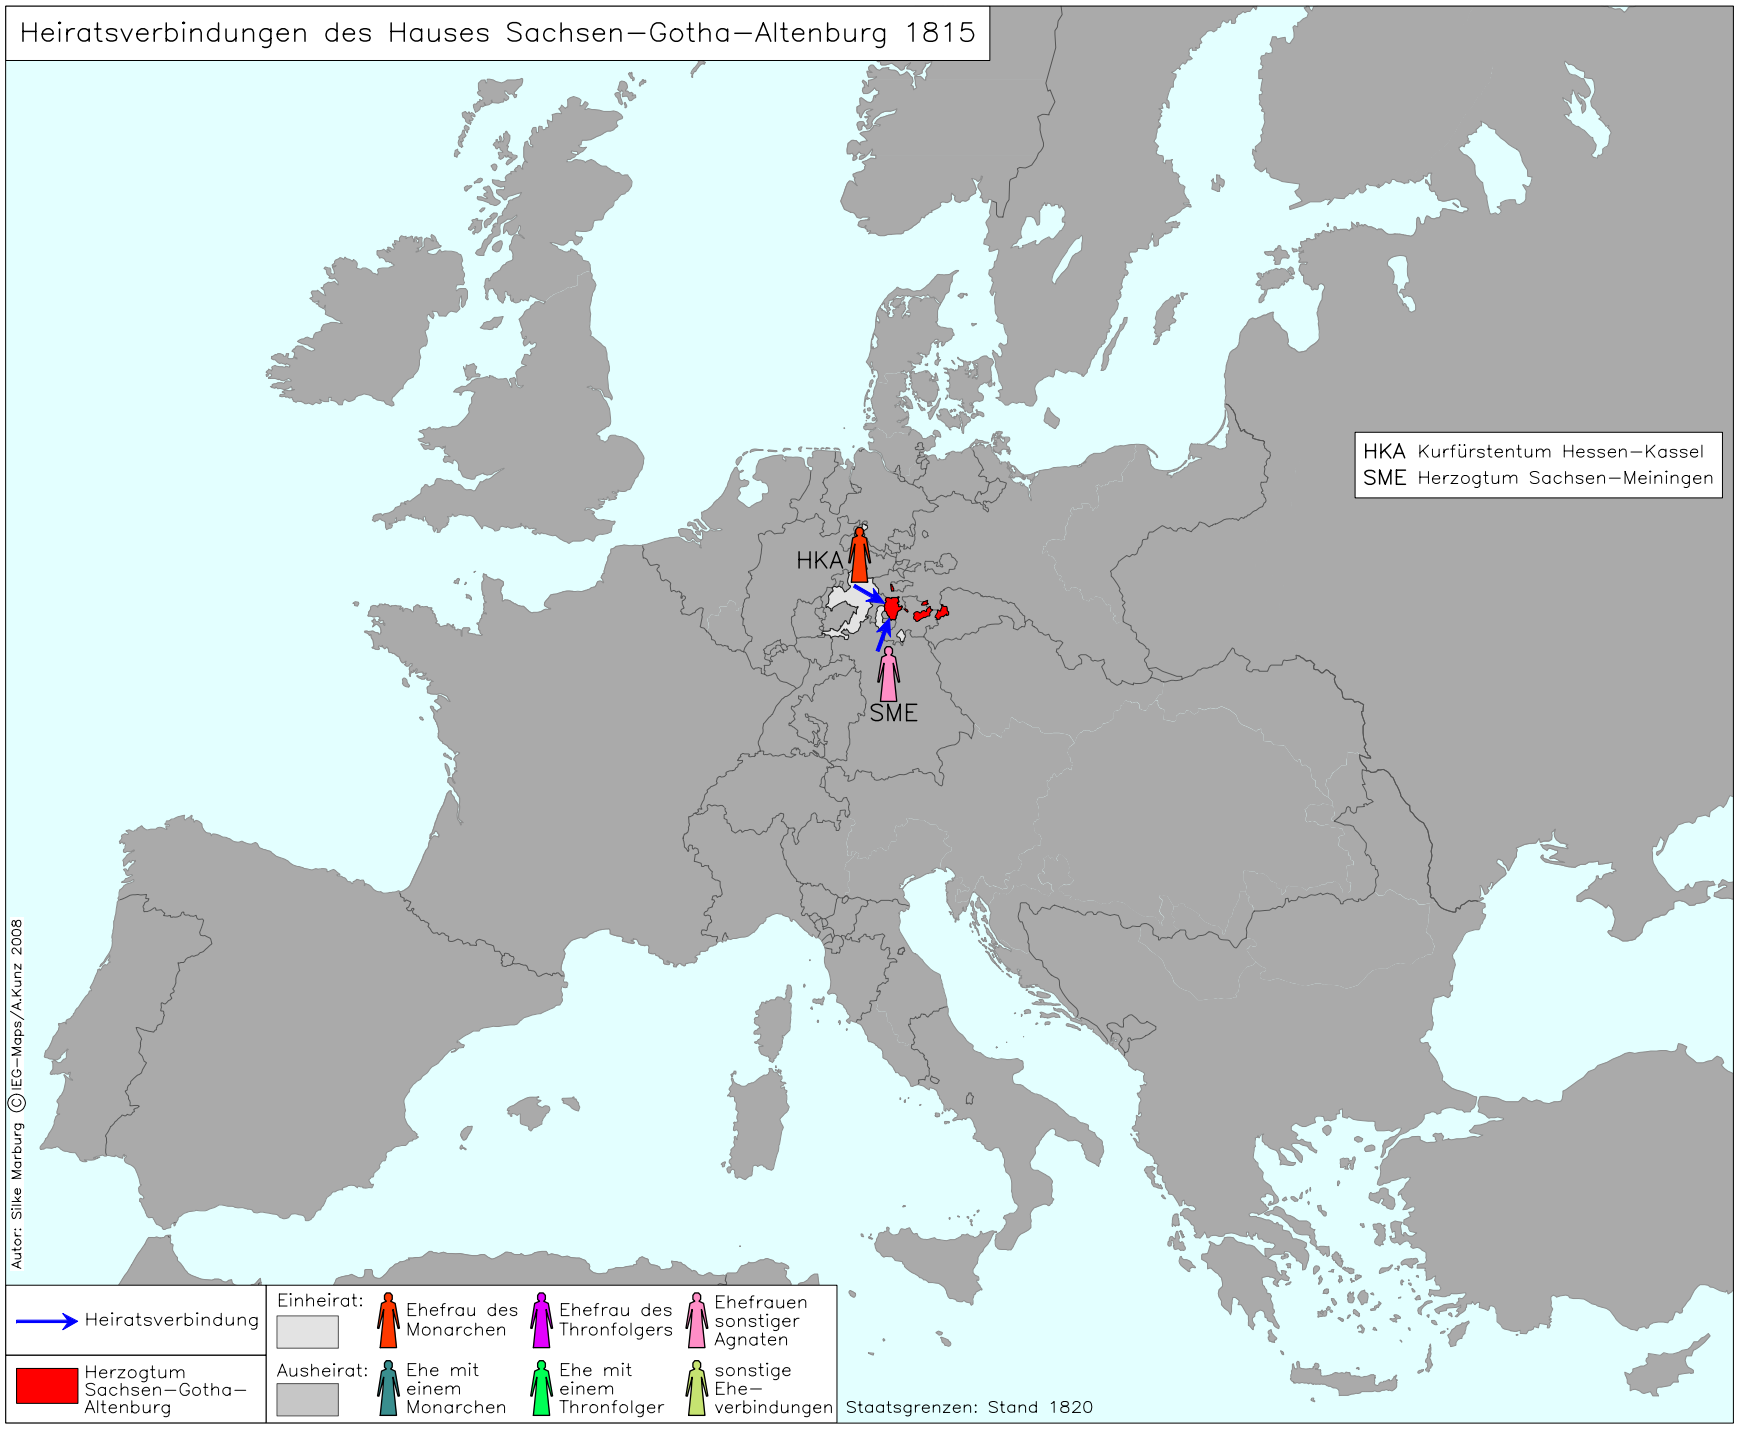 Heiratsverbindungen des Hauses Sachsen-Gotha-Altenburg 1815
HKA Kurfürstentum Hessen-Kassel
SME Herzogtum Sachsen-Meiningen
HKA
SME
Autor: Silke Marburg ©IEG-Maps/A.Kunz 2008
Heiratsverbindung
Herzogtum
Sachsen-Gotha-
Altenburg
Einheirat:
Ehefrau des
Monarchen
Ehefrau des
Thronfolgers
Ehefrauen
sonstiger
Agnaten
Ausheirat:
Ehe mit
einem
Monarchen
Ehe mit
einem
Thronfolger
sonstige
Ehe-
verbindungen
Staatsgrenzen: Stand 1820